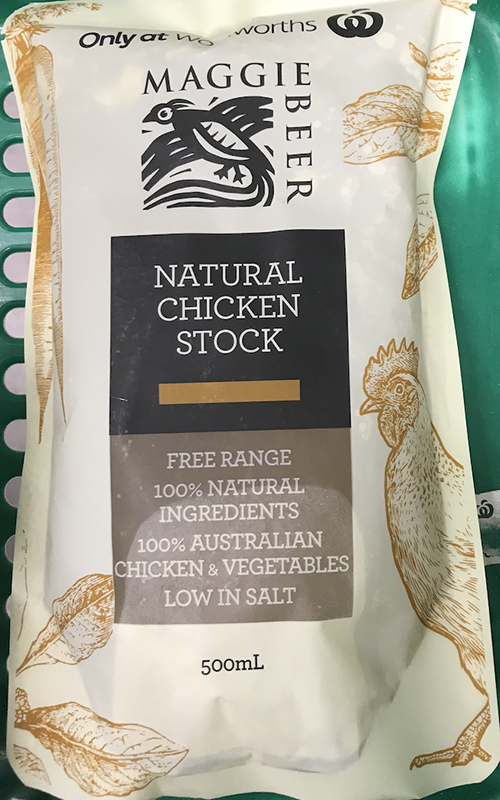 Only at Woolworths
MAGGIE
BEER
NATURAL
CHICKEN
STOCK
FREE RANGE
100% NATURAL
INGREDIENTS
100% AUSTRALIAN
CHICKEN & VEGETABLES
LOW IN SALT
500mL